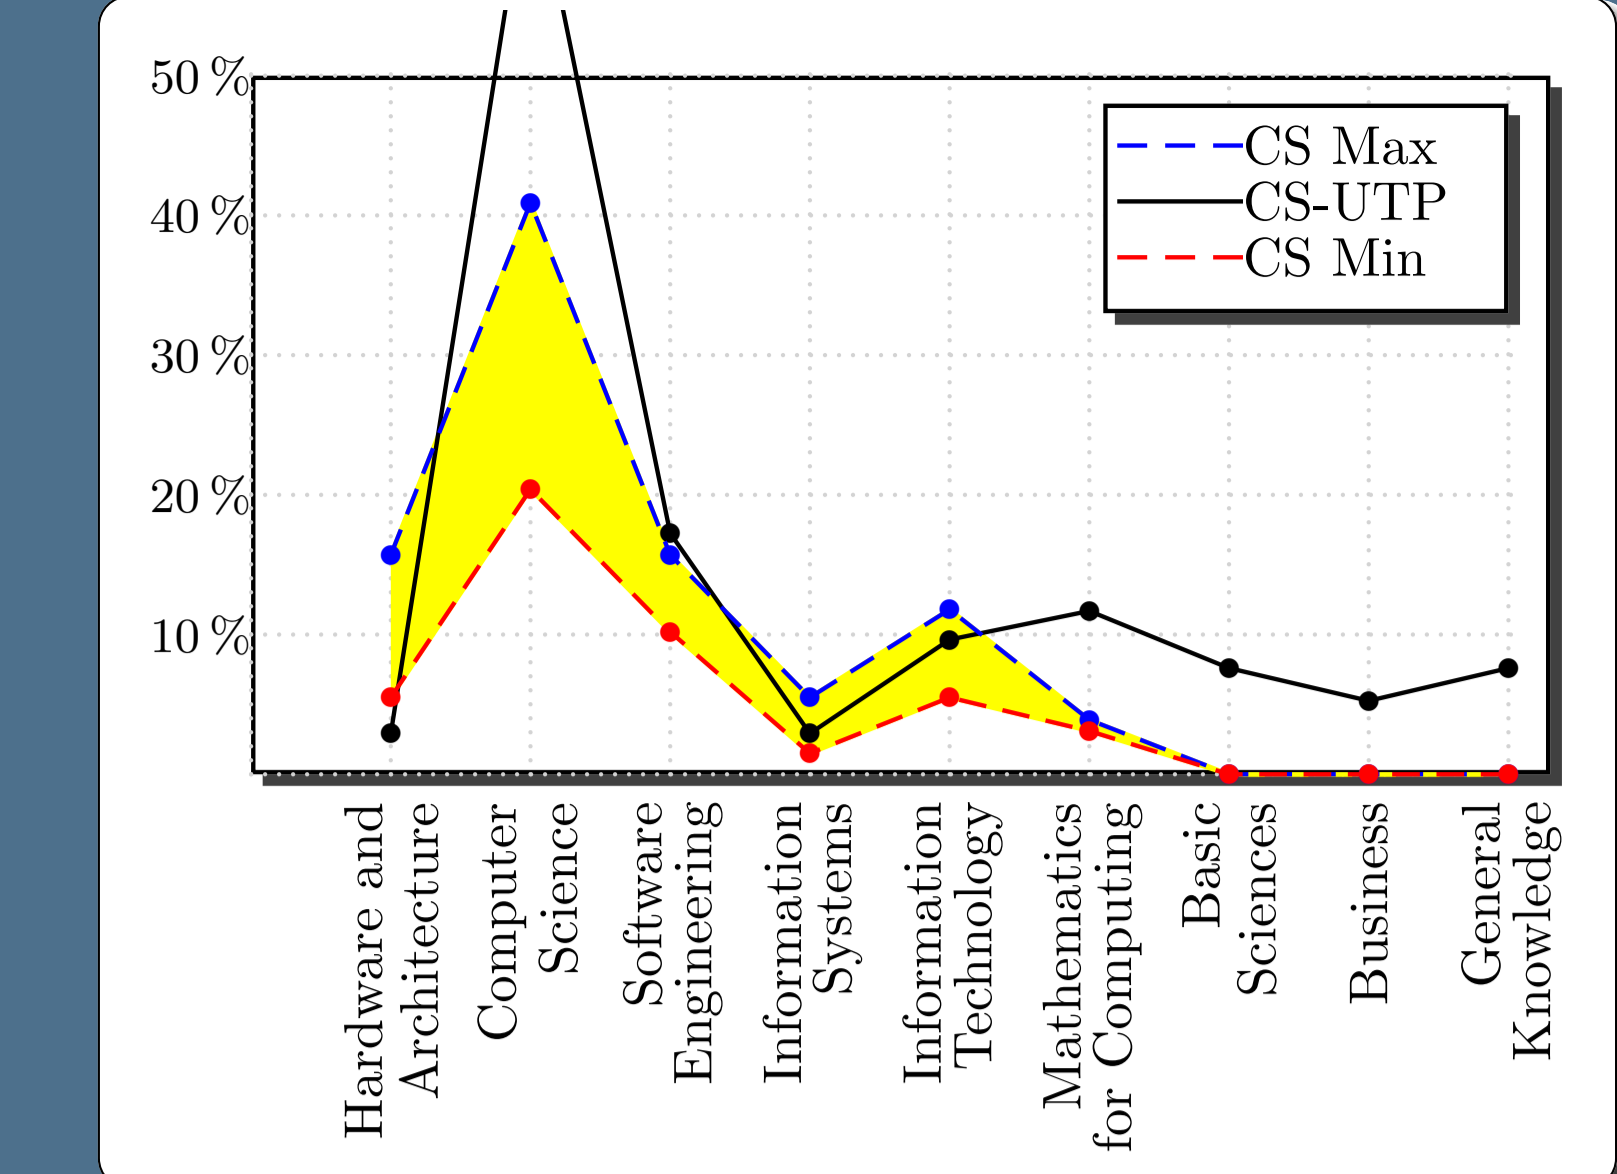 50 %
40 %
30 %
20 %
10 %
CS Max
CS-UTP
CS Min
Hardware and
Architecture
Computer
Science
Software
Engineering
Information
Systems
Information
Technology
Mathematics
for Computing
Basic
Sciences
Business
General
Knowledge